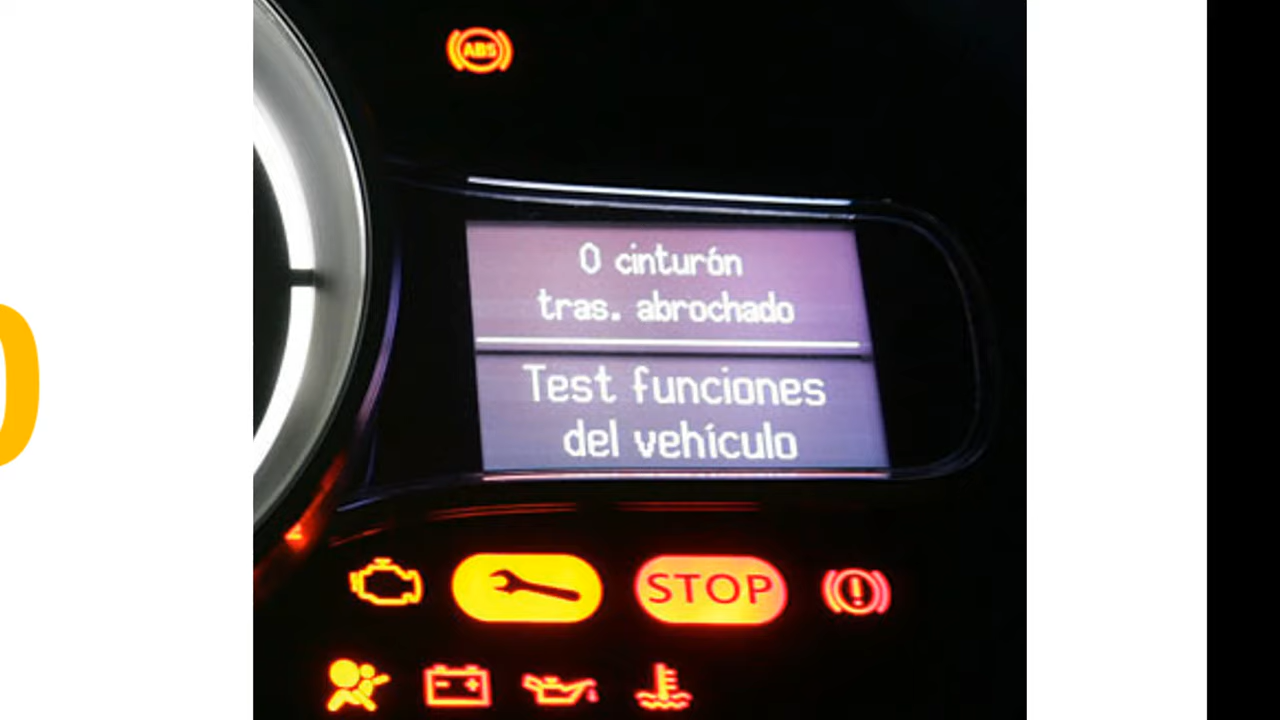 ABS
0 cinturón
tras. abrochado
Test funciones
del vehículo
STOP